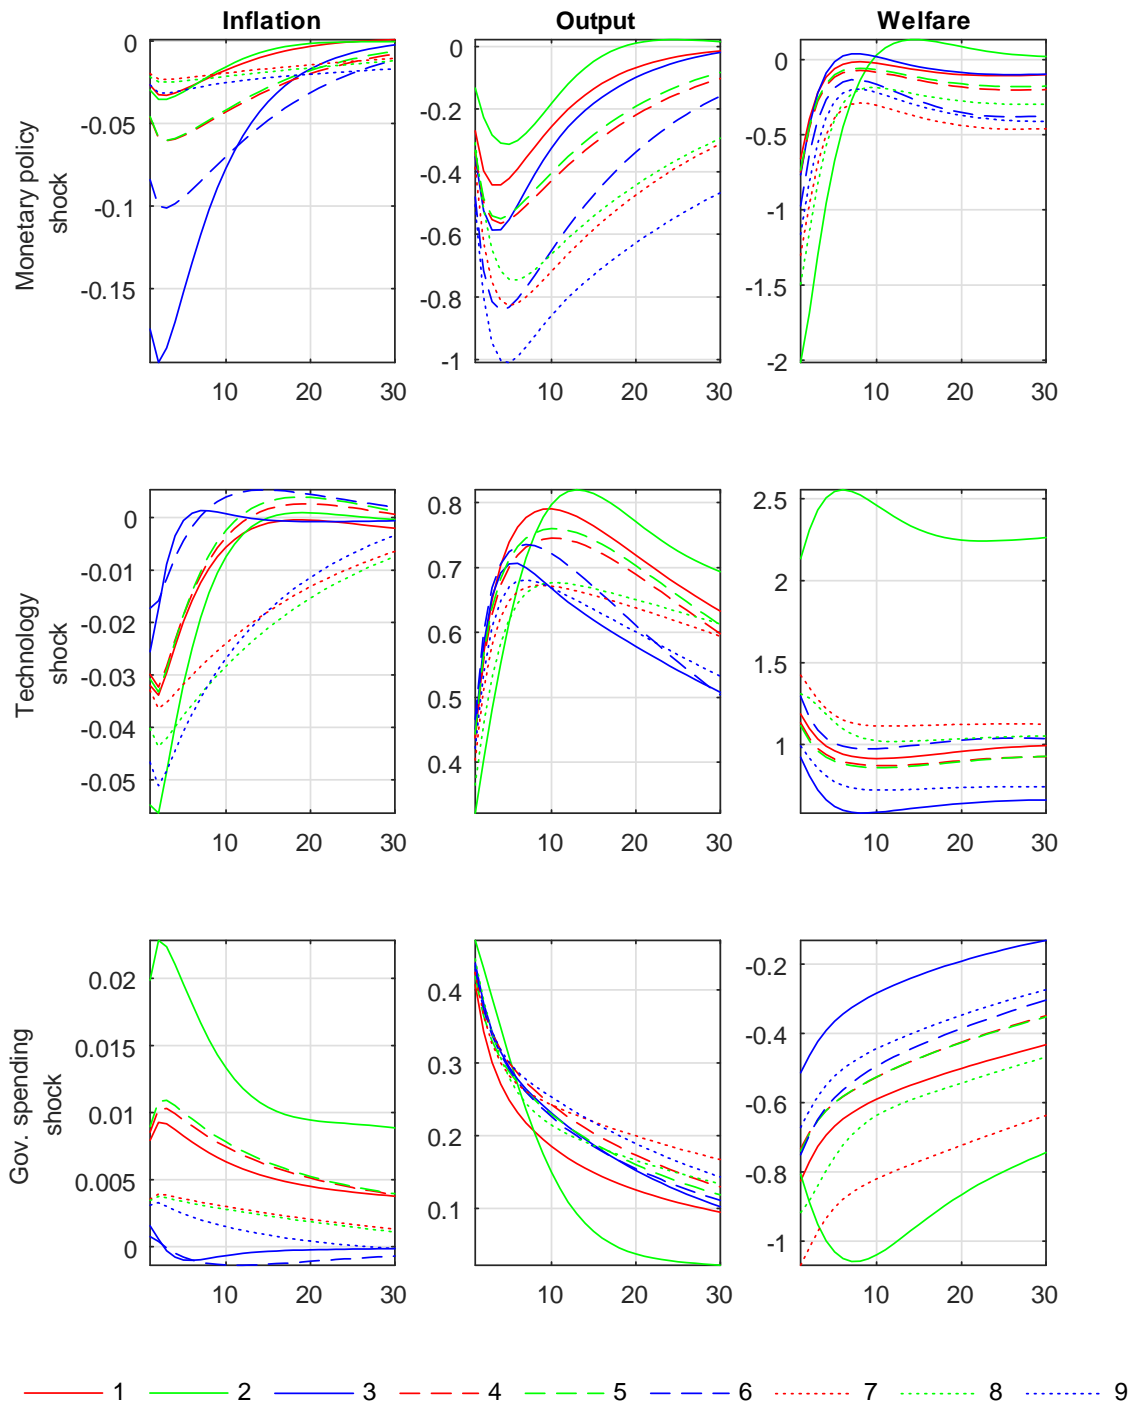 Inflation Output Welfare
Monetary policy
shock
0
-0.05
-0.1
-0.15
10 20 30
0
-0.2
-0.4
-0.6
-0.8
-1
10 20 30
0
-0.5
-1
-1.5
-2
10 20 30
Technology
shock
0
-0.01
-0.02
-0.03
-0.04
-0.05
10 20 30
0.8
0.7
0.6
0.5
0.4
10 20 30
2.5
2
1.5
1
10 20 30
Gov. spending
shock
0.02
0.015
0.01
0.005
0
10 20 30
0.4
0.3
0.2
0.1
10 20 30
-0.2
-0.4
-0.6
-0.8
-1
10 20 30
1 2 3 4 5 6 7 8 9